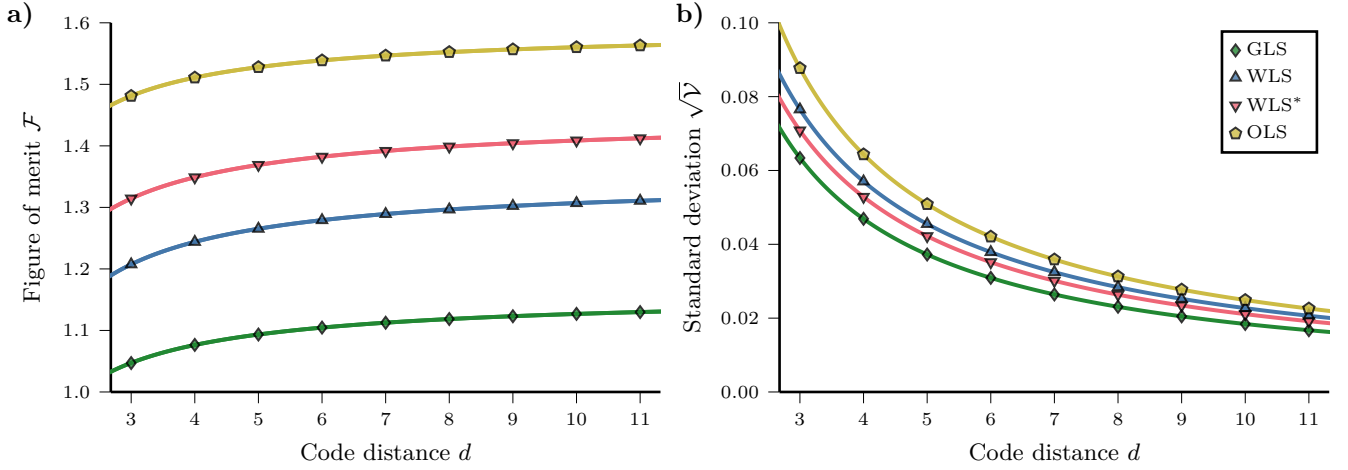 a)
Figure of merit ℱ
1.6
1.5
1.4
1.3
1.2
1.1
1.0
3 4 5 6 7 8 9 10 11
Code distance d
b)
Standard deviation √𝒱
0.10
0.08
0.06
0.04
0.02
0.00
3 4 5 6 7 8 9 10 11
Code distance d
GLS
WLS
WLS*
OLS